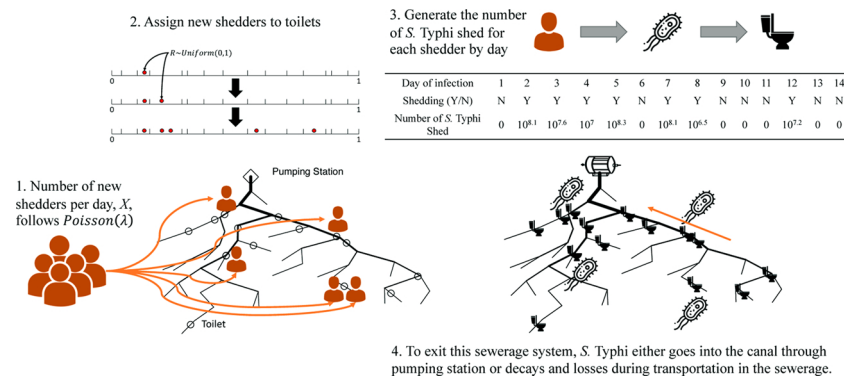 2. Assign new shedders to toilets
R~Uniform(0,1)
0 1
0 1
0 1
3. Generate the number
of S. Typhi shed for
each shedder by day
Day of infection 1 2 3 4 5 6 7 8 9 10 11 12 13 14
Shedding (Y/N) N Y Y Y Y N Y Y N N N Y N N
Number of S. Typhi
Shed
0 10^8.1 10^7.6 10^7 10^8.3 0 10^8.1 10^6.5 0 0 0 10^7.2 0 0
1. Number of new
shedders per day, X,
follows Poisson(λ)
Pumping Station
Toilet
4. To exit this sewerage system, S. Typhi either goes into the canal through
pumping station or decays and losses during transportation in the sewerage.